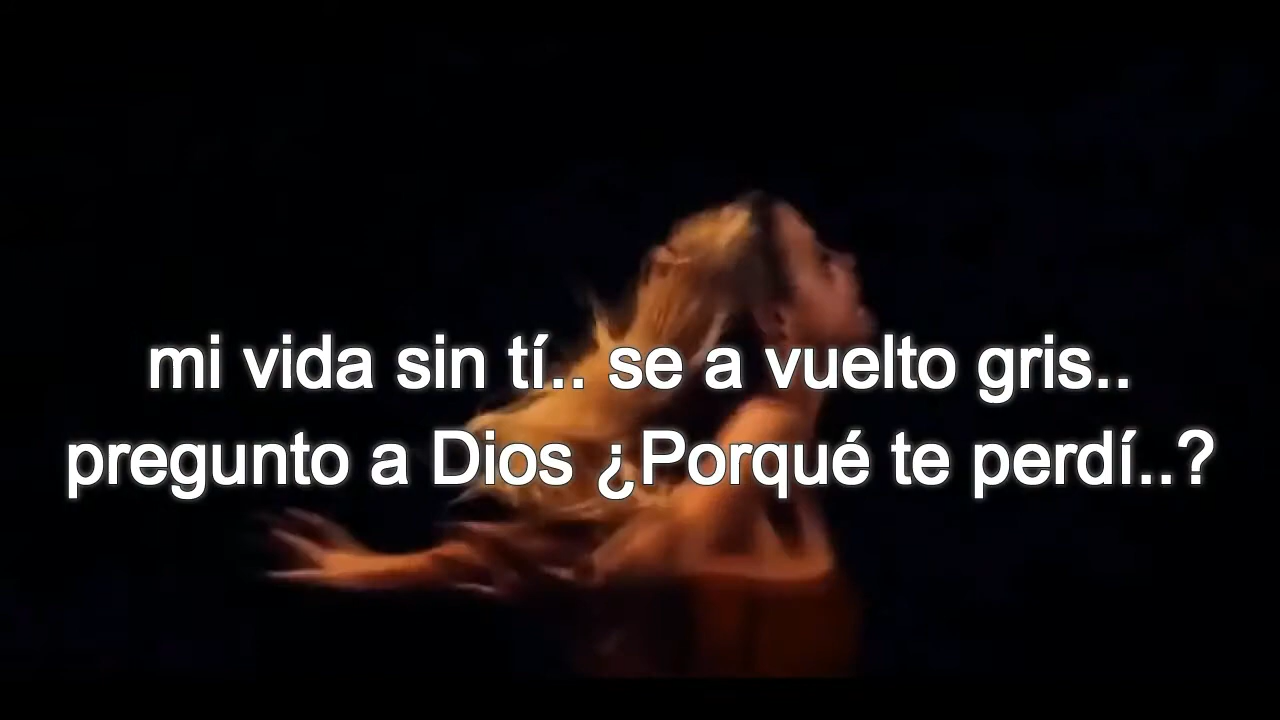 mi vida sin tí.. se a vuelto gris..
pregunto a Dios ¿Porqué te perdí..?